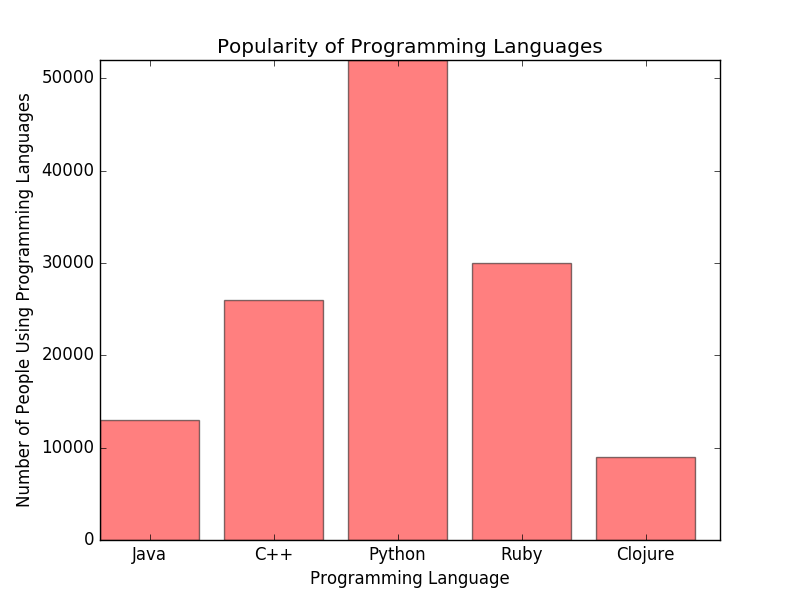 Popularity of Programming Languages
Number of People Using Programming Languages
50000
40000
30000
20000
10000
0
Java C++ Python Ruby Clojure
Programming Language